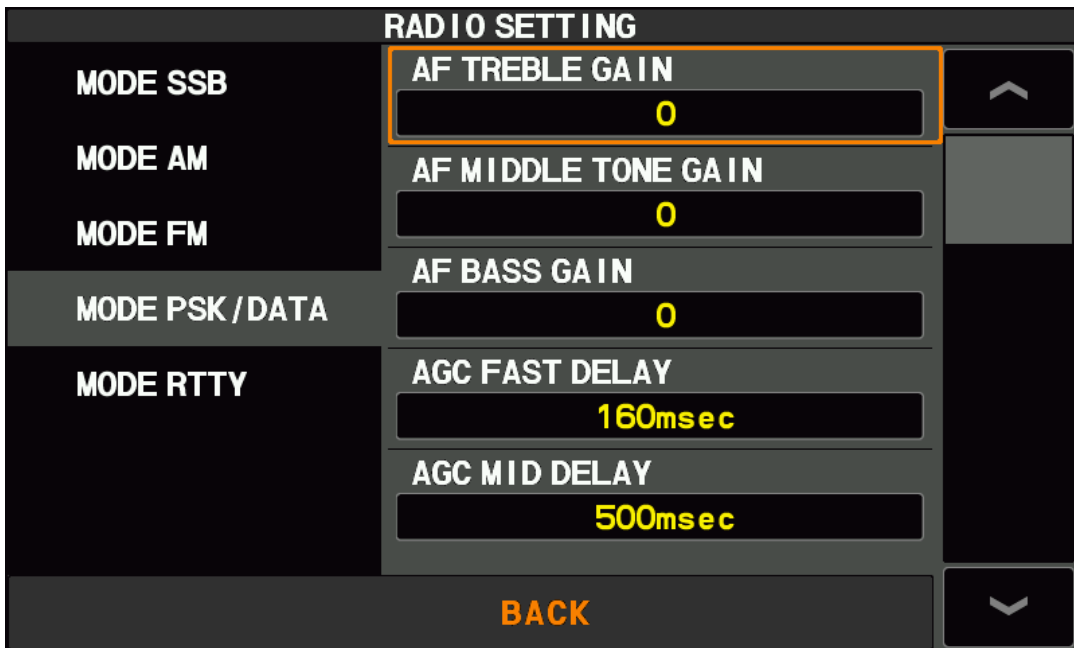 RADIO SETTING
MODE SSB
MODE AM
MODE FM
MODE PSK/DATA
MODE RTTY
AF TREBLE GAIN
0
AF MIDDLE TONE GAIN
0
AF BASS GAIN
0
AGC FAST DELAY
160msec
AGC MID DELAY
500msec
BACK